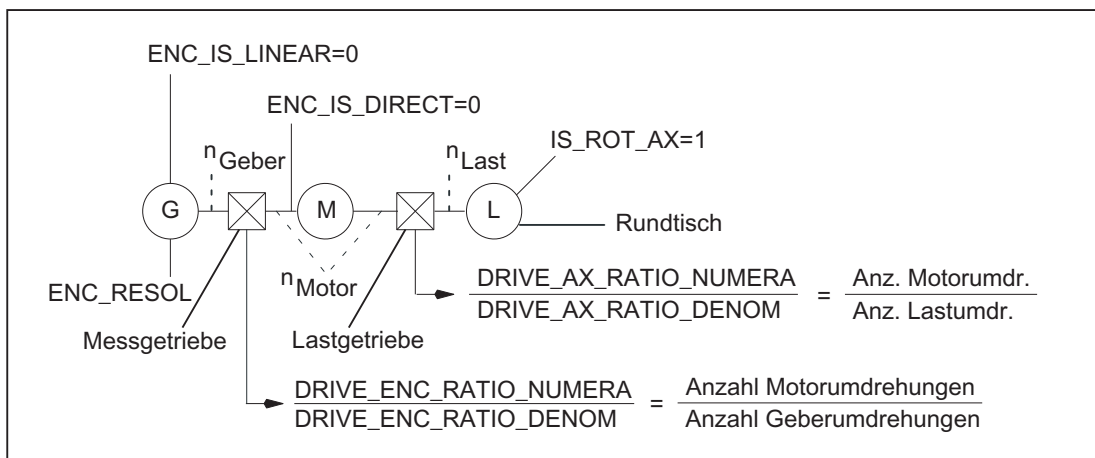 ENC_IS_LINEAR=0
ENC_IS_DIRECT=0
IS_ROT_AX=1
nGeber
nLast
G
M
L
Rundtisch
nMotor
ENC_RESOL
Messgetriebe
Lastgetriebe
DRIVE_AX_RATIO_NUMERA = Anz. Motorumdr.
DRIVE_AX_RATIO_DENOM Anz. Lastumdr.
DRIVE_ENC_RATIO_NUMERA = Anzahl Motorumdrehungen
DRIVE_ENC_RATIO_DENOM Anzahl Geberumdrehungen